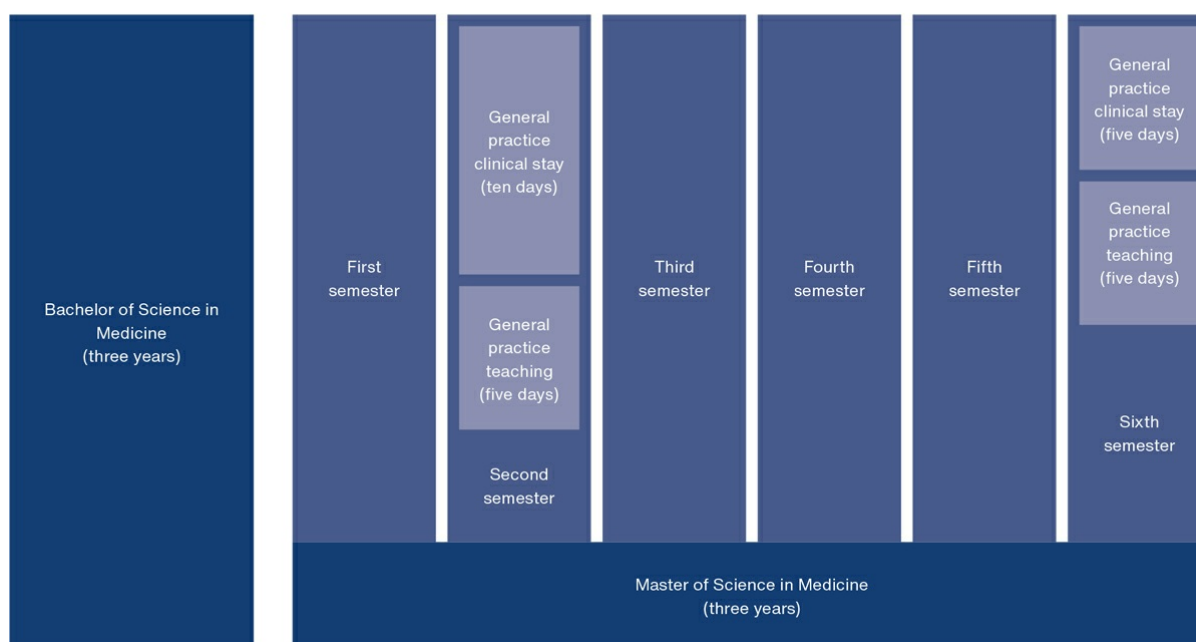 Bachelor of Science in
Medicine
(three years)
First
semester
General
practice
clinical stay
(ten days)
General
practice
teaching
(five days)
Second
semester
Third
semester
Fourth
semester
Fifth
semester
General
practice
clinical stay
(five days)
General
practice
teaching
(five days)
Sixth
semester
Master of Science in Medicine
(three years)